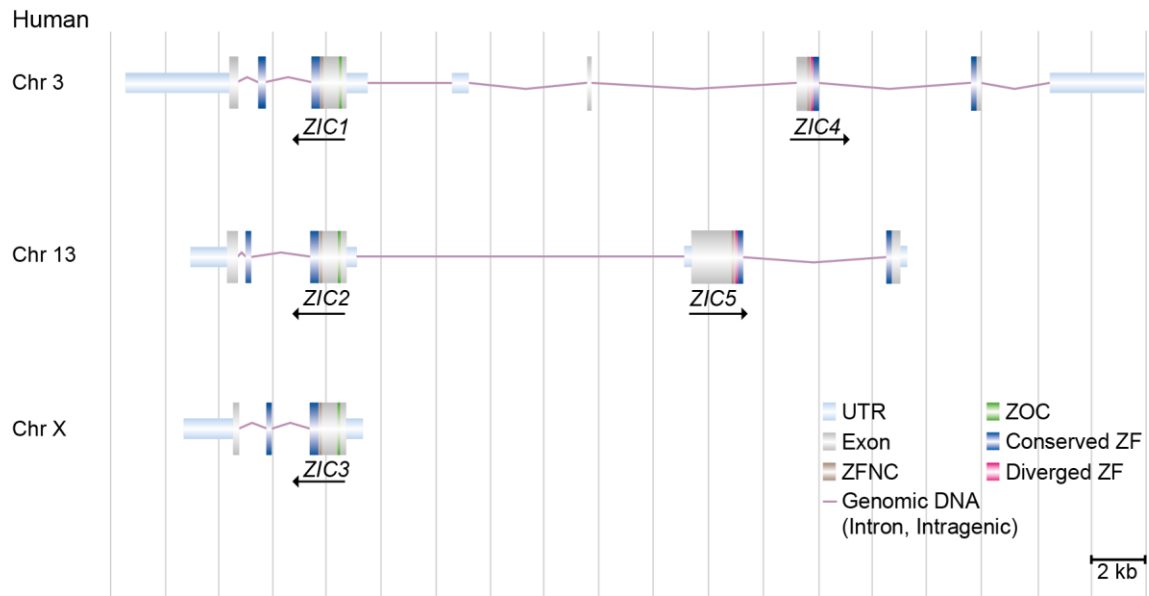 Human
Chr 3
ZIC1
ZIC4
Chr 13
ZIC2
ZIC5
Chr X
ZIC3
UTR
Exon
ZFNC
Genomic DNA
(Intron, Intragenic)
ZOC
Conserved ZF
Diverged ZF
2 kb